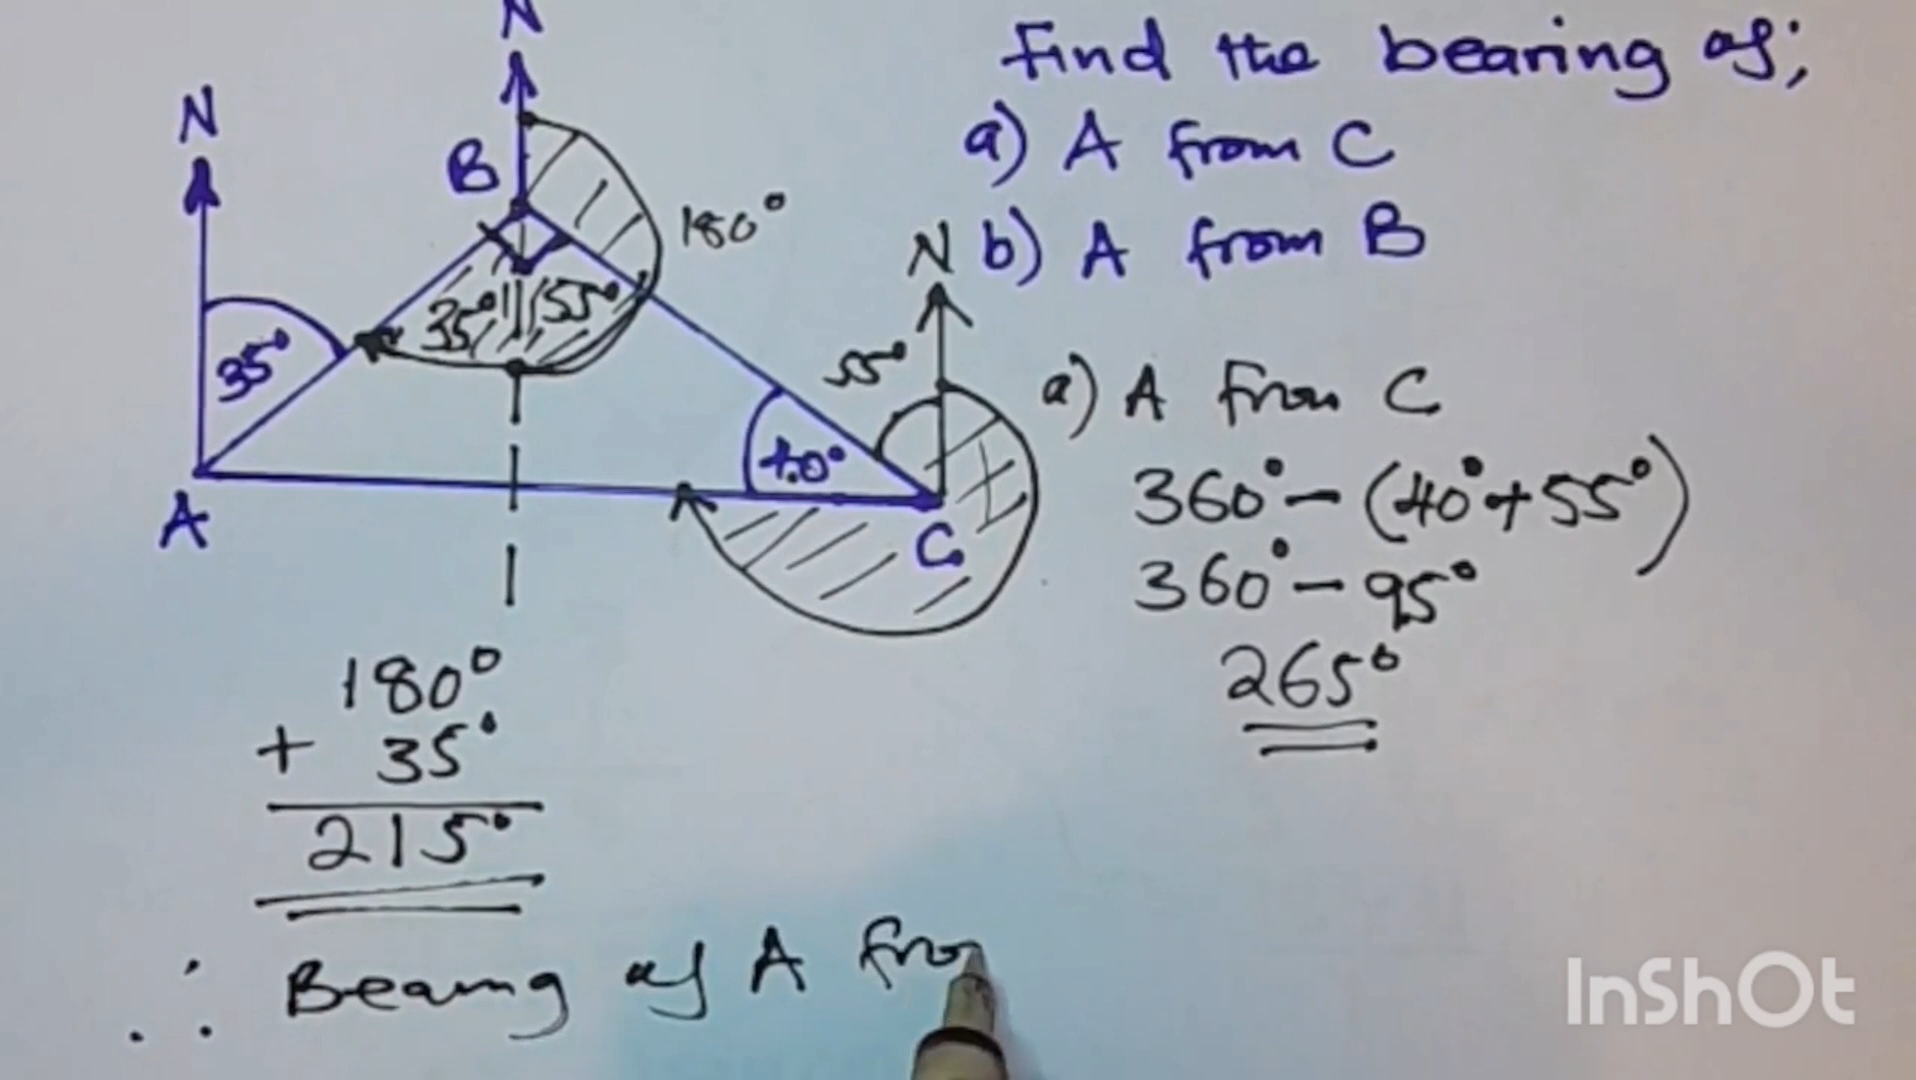 Find the bearing of;
a) A from C
b) A from B
N
N
B
180°
N
35°
35°
55°
55°
40°
A
C
a) A from C
360° - (40° + 55°)
360° - 95°
265°
180°
+ 35°
215°
∴ Bearing of A fro
InShOt